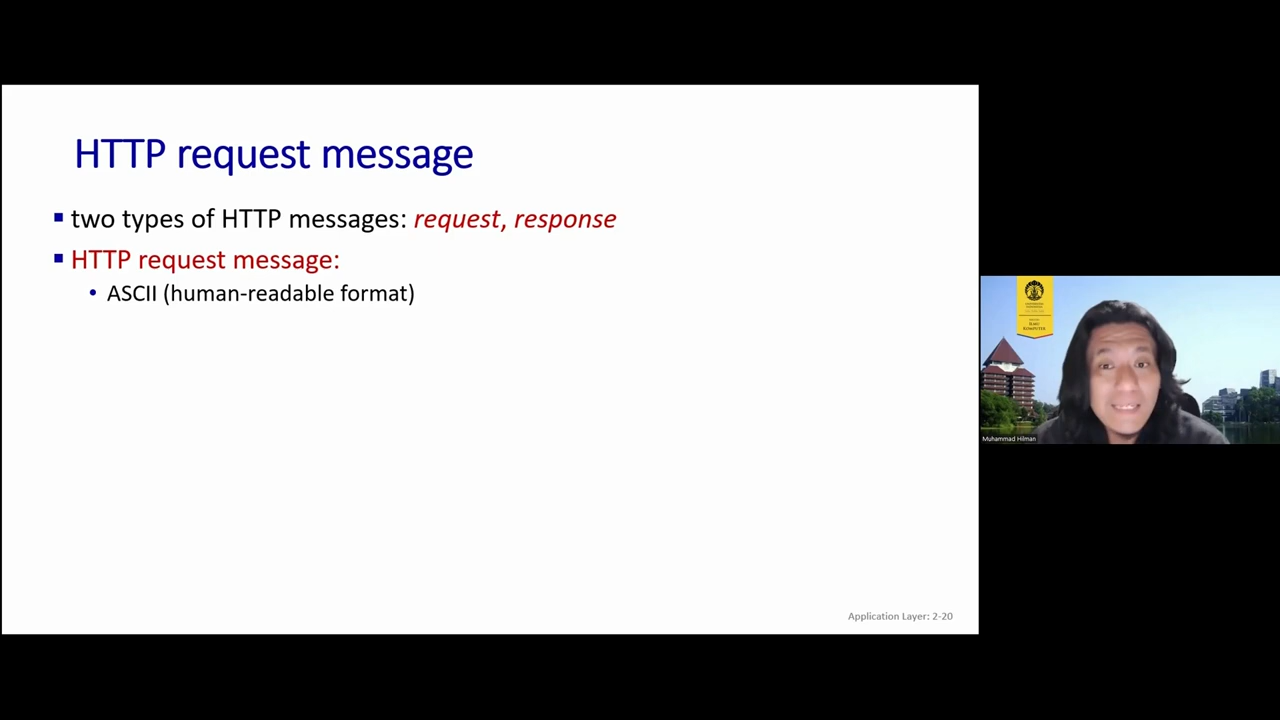 HTTP request message
▪ two types of HTTP messages: request, response
▪ HTTP request message:
• ASCII (human-readable format)
Application Layer: 2-20
Muhammad Hilman